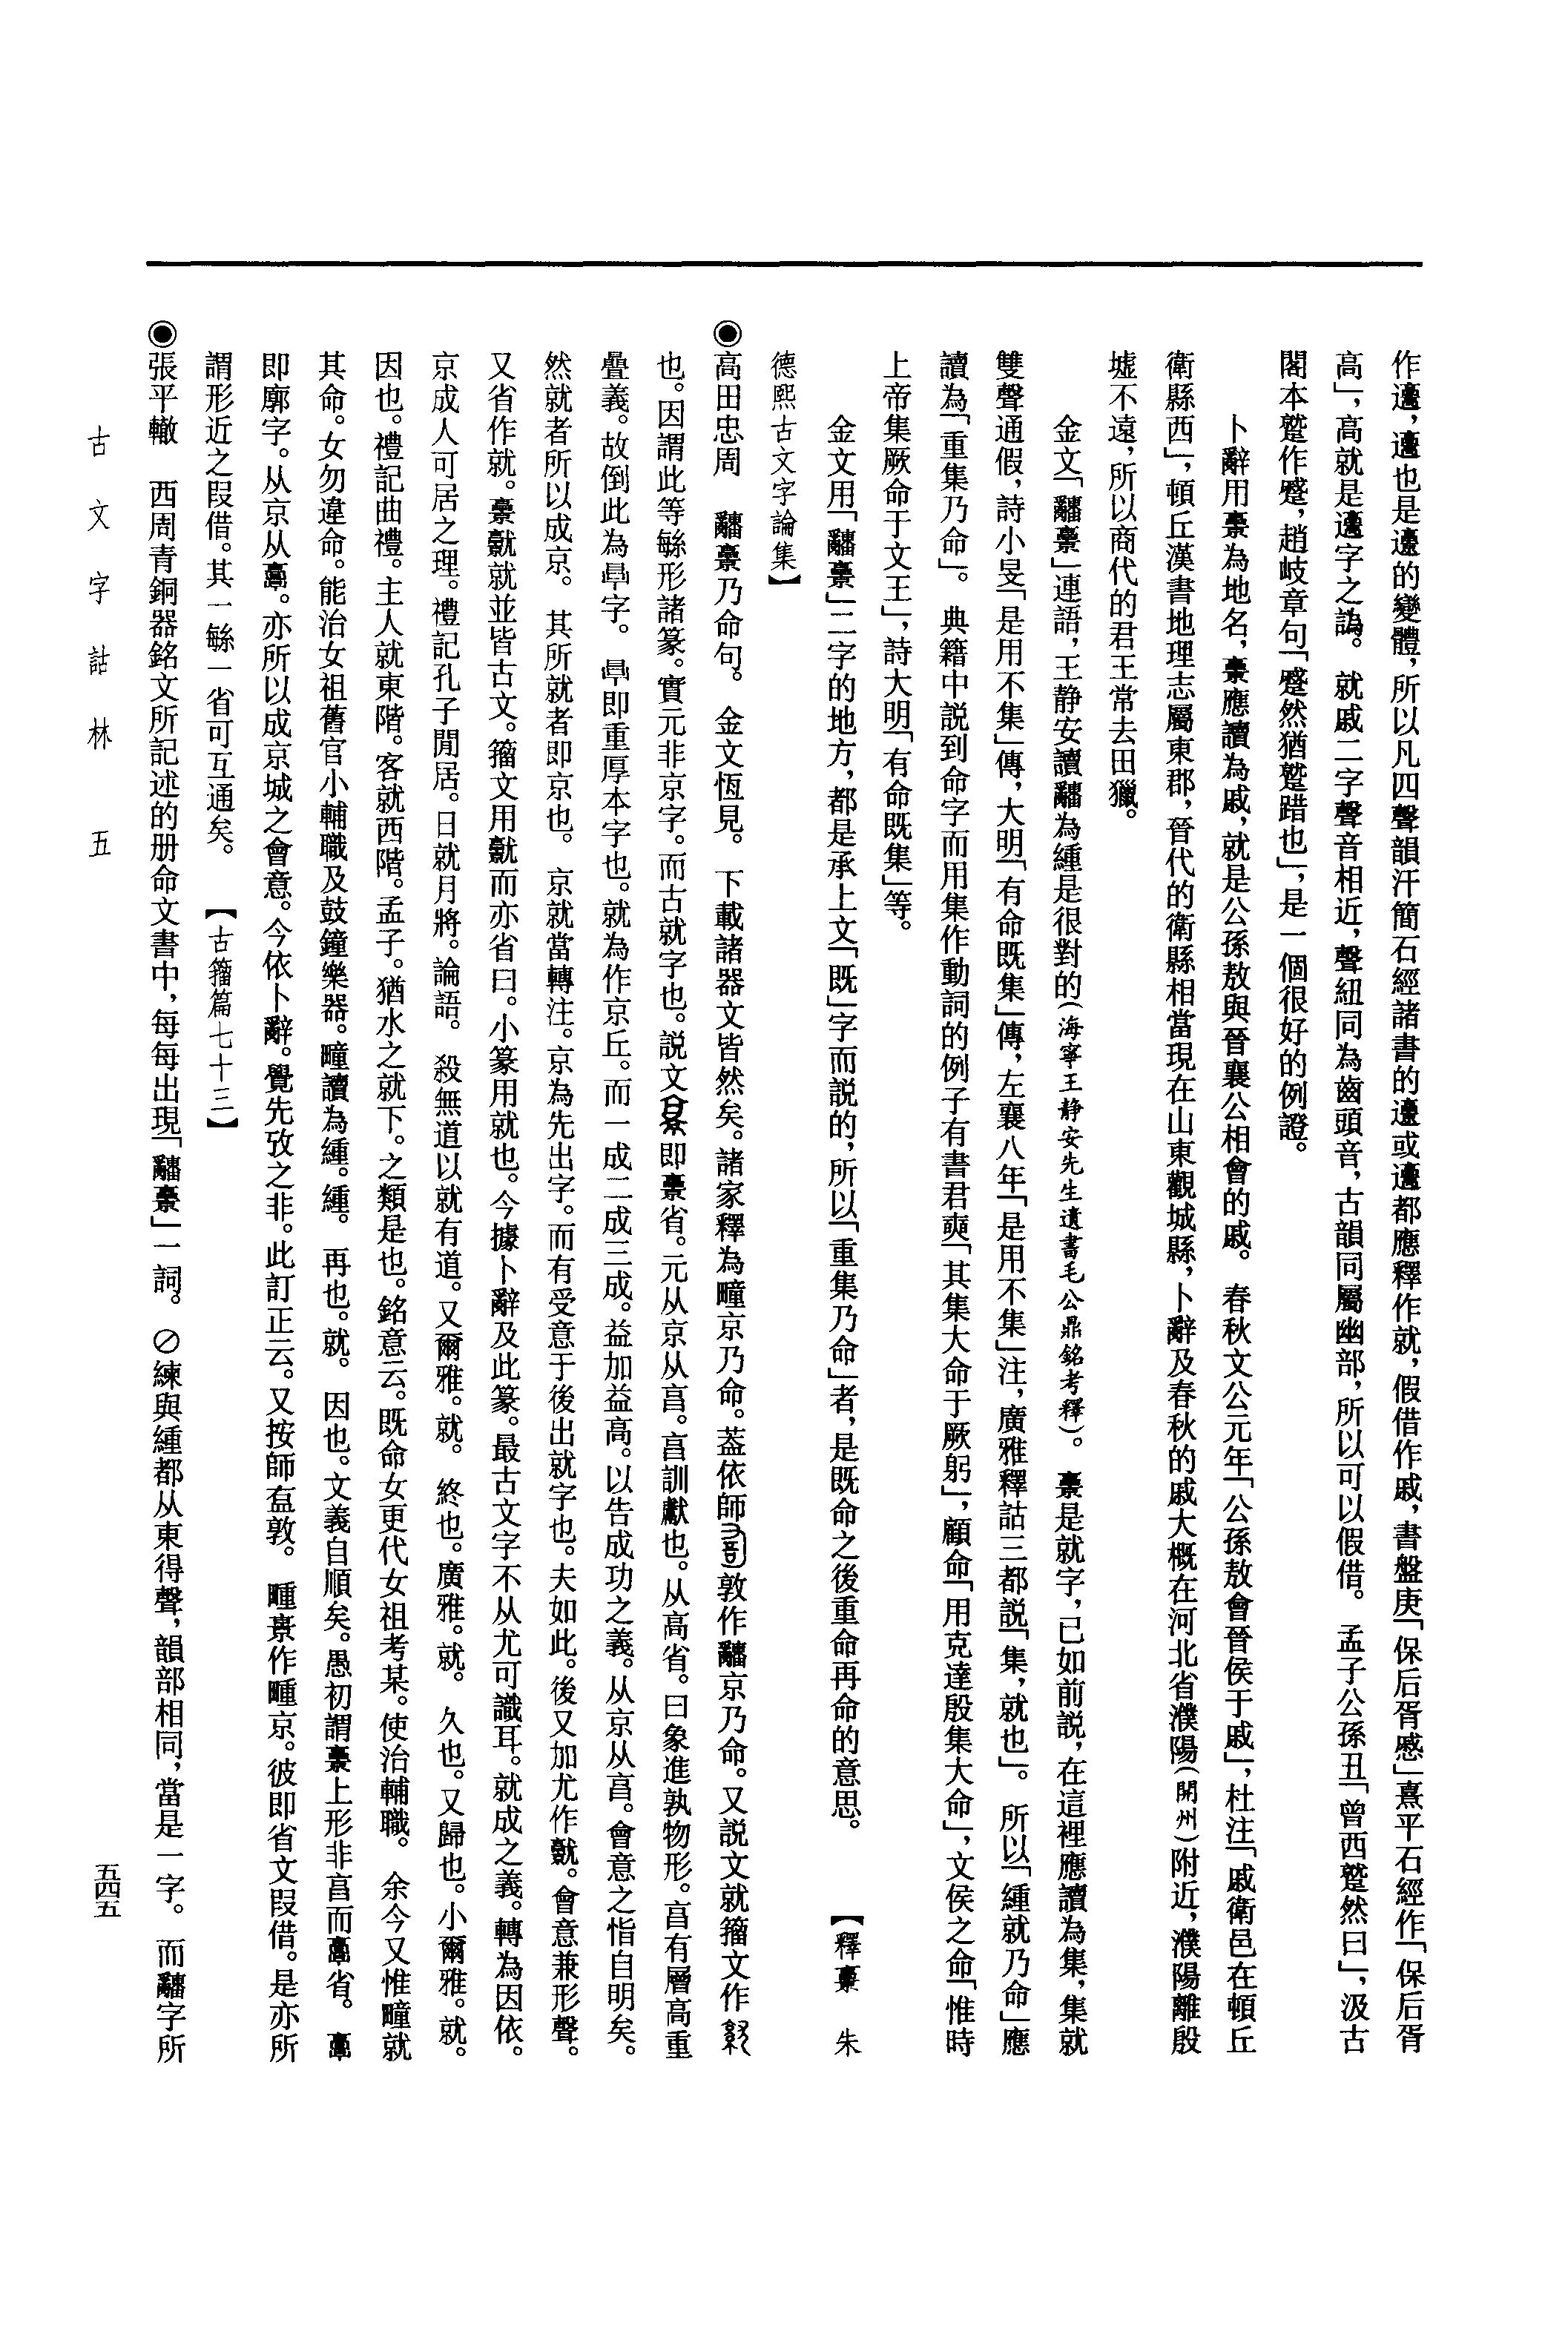 作𨗨，𨗨也是𨗨的變體，所以凡四聲韻汗簡石經諸書的𨗨或𨗨都應釋作就，假借作戚，書盤庚「保后胥慼」熹平石經作「保后胥
高」，高就是𨗨字之譌。就戚二字聲音相近，聲紐同為齒頭音，古韻同屬幽部，所以可以假借。孟子公孫丑「曾西蹵然曰」，汲古
閣本蹵作蹙，趙岐章句「蹙然猶蹵踖也」，是一個很好的例證。
卜辭用𠅘為地名，𠅘應讀為戚，就是公孫敖與晉襄公相會的戚。春秋文公元年「公孫敖會晉侯于戚」，杜注「戚衛邑在頓丘
衛縣西」，頓丘漢書地理志屬東郡，晉代的衛縣相當現在山東觀城縣，卜辭及春秋的戚大概在河北省濮陽（開州）附近，濮陽離殷
墟不遠，所以商代的君王常去田獵。
金文「𤔲𠅘」連語，王静安讀𤔲為緟是很對的（海寧王静安先生遺書毛公鼎銘考釋）。𠅘是就字，已如前説，在這裡應讀為集，集就
雙聲通假，詩小旻「是用不集」傳，大明「有命既集」傳，左襄八年「是用不集」注，廣雅釋詁三都説「集，就也」。所以「緟就乃命」應
讀為「重集乃命」。典籍中説到命字而用集作動詞的例子有書君奭「其集大命于厥躬」，顧命「用克達殷集大命」，文侯之命「惟時
上帝集厥命于文王」，詩大明「有命既集」等。
金文用「𤔲𠅘」二字的地方，都是承上文「既」字而説的，所以「重集乃命」者，是既命之後重命再命的意思。【釋𠅘　朱
德熙古文字論集】
◉高田忠周　𠅘乃命句。金文恆見。下載諸器文皆然矣。諸家釋為疃京乃命。葢依師敦作京乃命。又説文就籀文作
也。因謂此等緐形諸篆。實元非京字。而古就字也。説文即𠅘省。元从京从亯。亯訓獻也。从高省。曰象進孰物形。亯有層高重
疊義。故倒此為㫗字。㫗即重厚本字也。就為作京丘。而一成二成三成。益加益高。以告成功之義。从京从亯。會意之恉自明矣。
然就者所以成京。其所就者即京也。京就當轉注。京為先出字。而有受意于後出就字也。夫如此。後又加尤作。會意兼形聲。
又省作就。𠅘就並皆古文。籀文用而亦省曰。小篆用就也。今據卜辭及此篆。最古文字不从尤可識耳。就成之義。轉為因依。
京成人可居之理。禮記孔子閒居。日就月將。論語。殺無道以就有道。又爾雅。就。終也。廣雅。就。久也。又歸也。小爾雅。就。
因也。禮記曲禮。主人就東階。客就西階。孟子。猶水之就下。之類是也。銘意云。既命女更代女祖考某。使治輔職。余今又惟疃就
其命。女勿違命。能治女祖舊官小輔職及鼓鐘樂器。疃讀為緟。緟。再也。就。因也。文義自順矣。愚初謂𠅘上形非亯而𩫖省。𩫖
即廓字。从京从𩫖。亦所以成京城之會意。今依卜辭。覺先攷之非。此訂正云。又按師㝨敦。作京。彼即省文叚借。是亦所
謂形近之叚借。其一緐一省可互通矣。【古籀篇七十三】
◉張平轍　西周青銅器銘文所記述的册命文書中，每每出現「𤔲𠅘」一詞。⊘練與緟都从東得聲，韻部相同，當是一字。而字所
古文字詁林　五
五四五